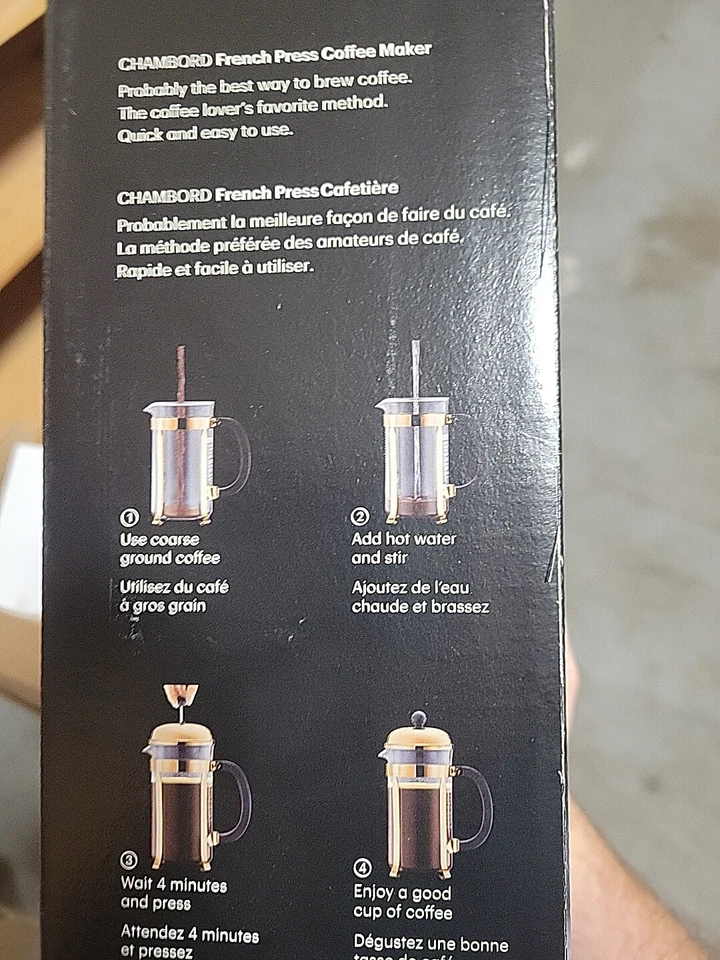 CHAMBORD French Press Coffee Maker
Probably the best way to brew coffee.
The coffee lover's favorite method.
Quick and easy to use.
CHAMBORD French Press Cafetière
Probablement la meilleure façon de faire du café.
La méthode préférée des amateurs de café.
Rapide et facile à utiliser.
1
Use coarse
ground coffee
Utilisez du café
à gros grain
2
Add hot water
and stir
Ajoutez de l'eau
chaude et brassez
3
Wait 4 minutes
and press
Attendez 4 minutes
et pressez
4
Enjoy a good
cup of coffee
Dégustez une bonne
tasse de café